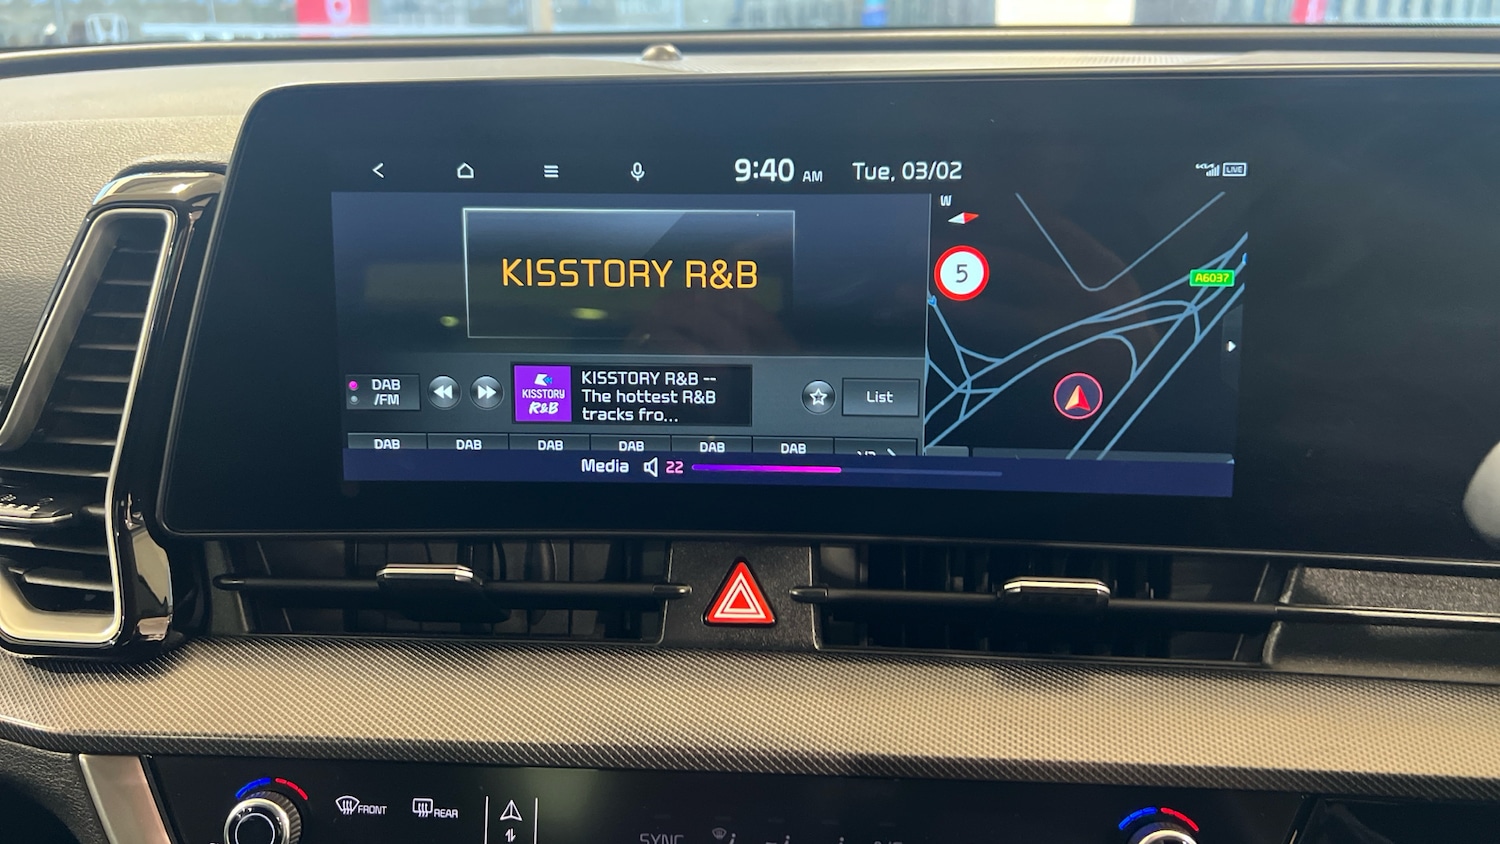 9:40 AM Tue, 03/02
LIVE
KISSTORY R&B
W
5
A6037
DAB
/FM
KISSTORY
R&B
KISSTORY R&B --
The hottest R&B
tracks fro...
List
DAB DAB DAB DAB DAB DAB
Media 22
FRONT
REAR
SYNC